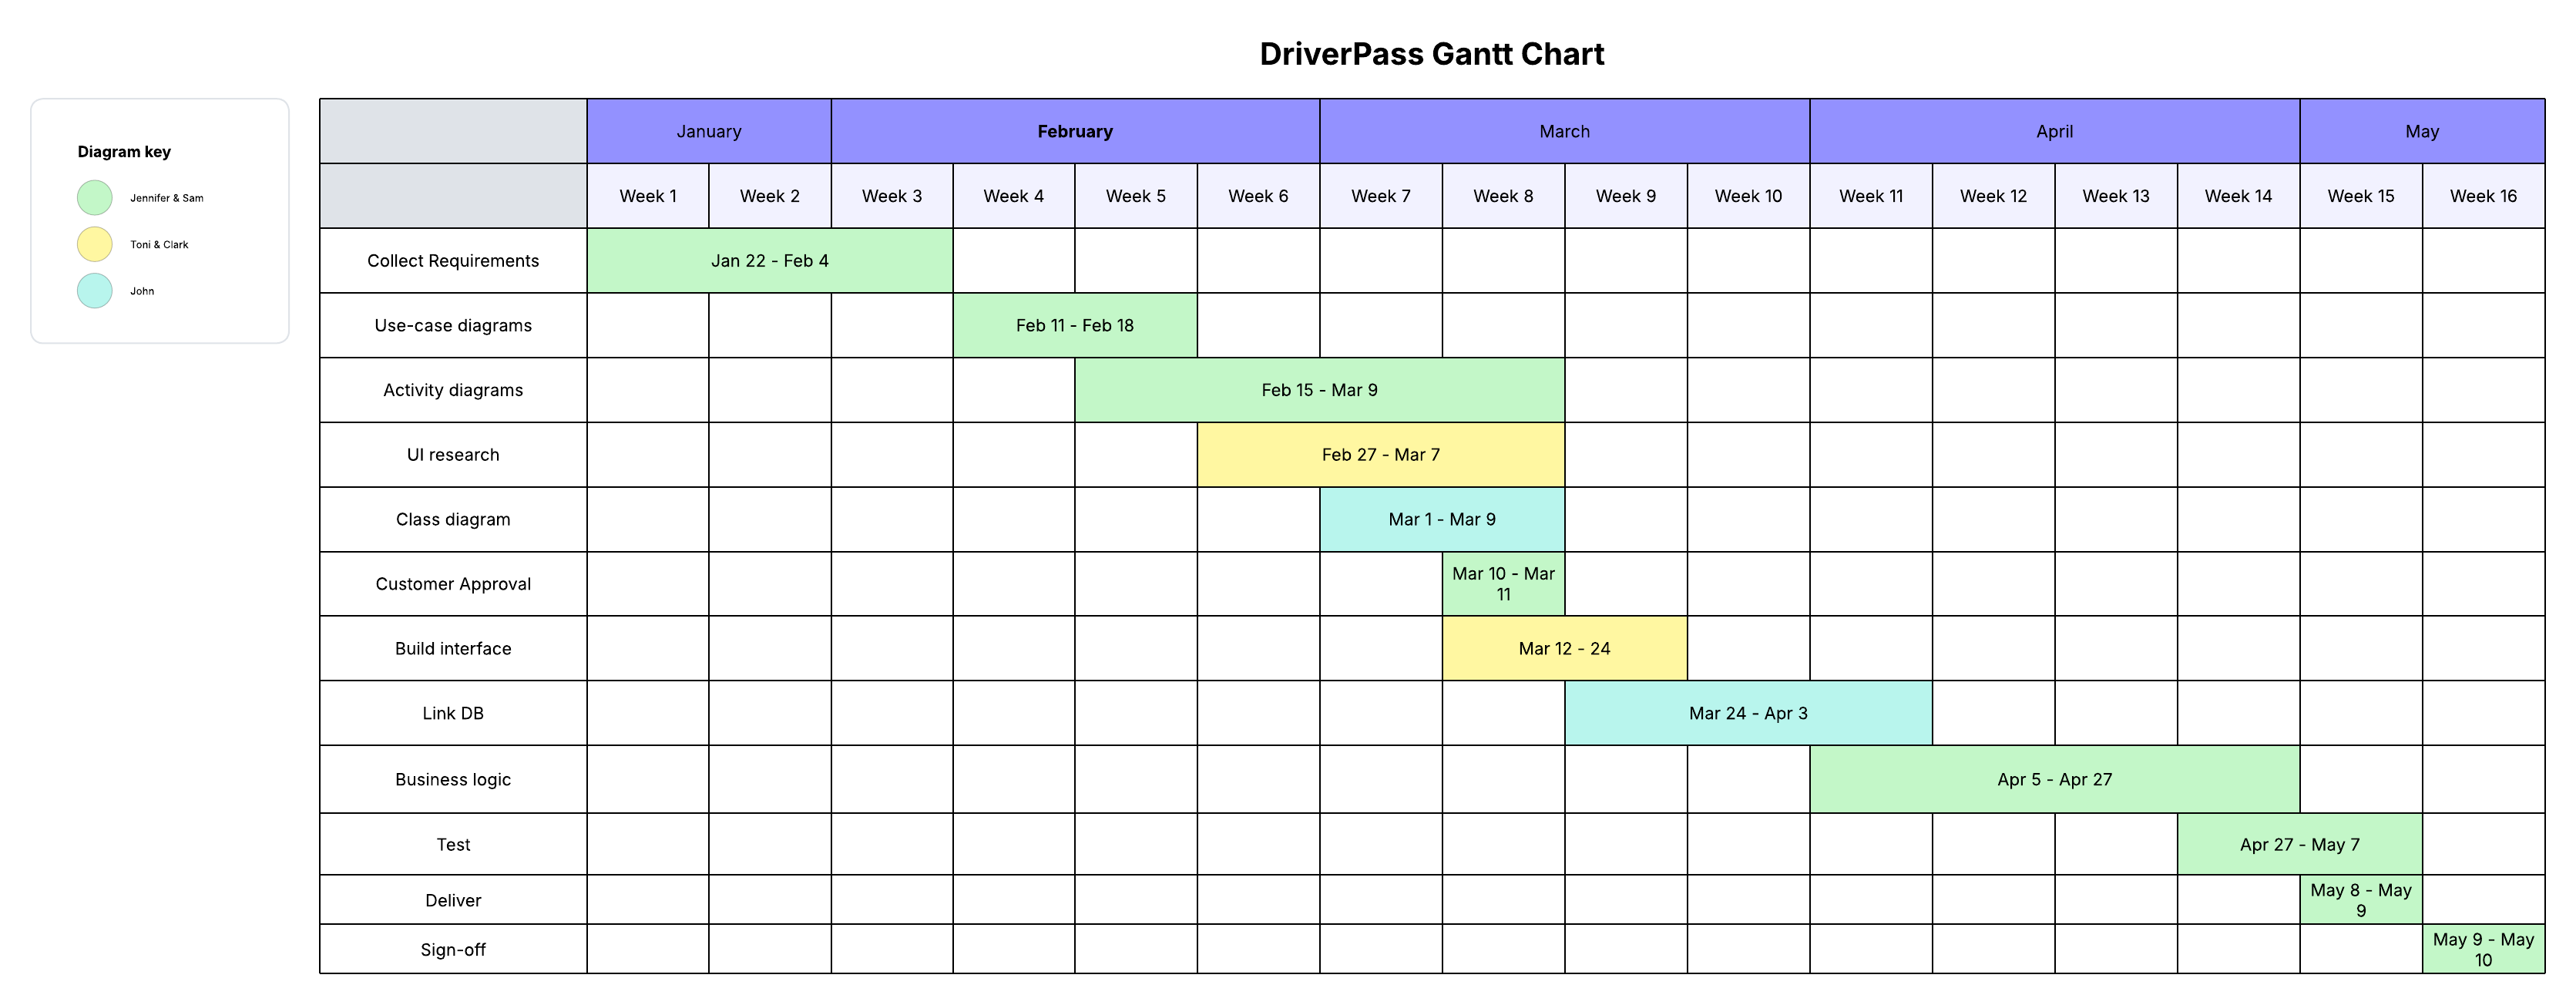 DriverPass Gantt Chart
Diagram key
Jennifer & Sam
Toni & Clark
John
January February March April May
Week 1 Week 2 Week 3 Week 4 Week 5 Week 6 Week 7 Week 8 Week 9 Week 10 Week 11 Week 12 Week 13 Week 14 Week 15 Week 16
Collect Requirements Jan 22 - Feb 4
Use-case diagrams Feb 11 - Feb 18
Activity diagrams Feb 15 - Mar 9
UI research Feb 27 - Mar 7
Class diagram Mar 1 - Mar 9
Customer Approval Mar 10 - Mar
11
Build interface Mar 12 - 24
Link DB Mar 24 - Apr 3
Business logic Apr 5 - Apr 27
Test Apr 27 - May 7
Deliver May 8 - May
9
Sign-off May 9 - May
10